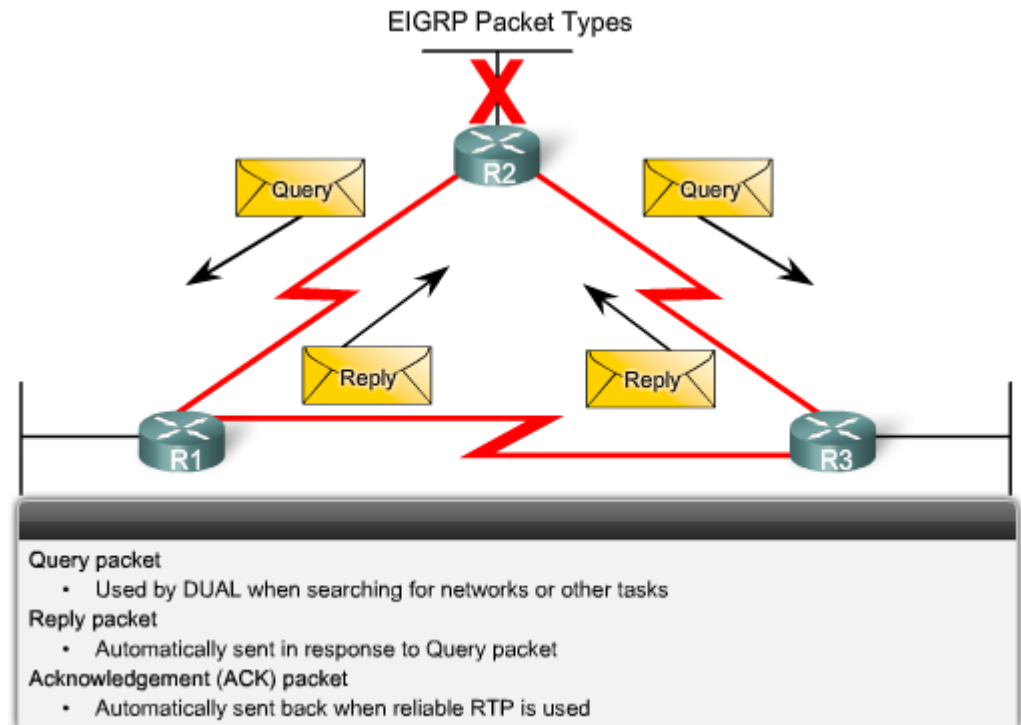 EIGRP Packet Types
R2
Query
Query
Reply
Reply
R1
R3
Query packet
• Used by DUAL when searching for networks or other tasks
Reply packet
• Automatically sent in response to Query packet
Acknowledgement (ACK) packet
• Automatically sent back when reliable RTP is used